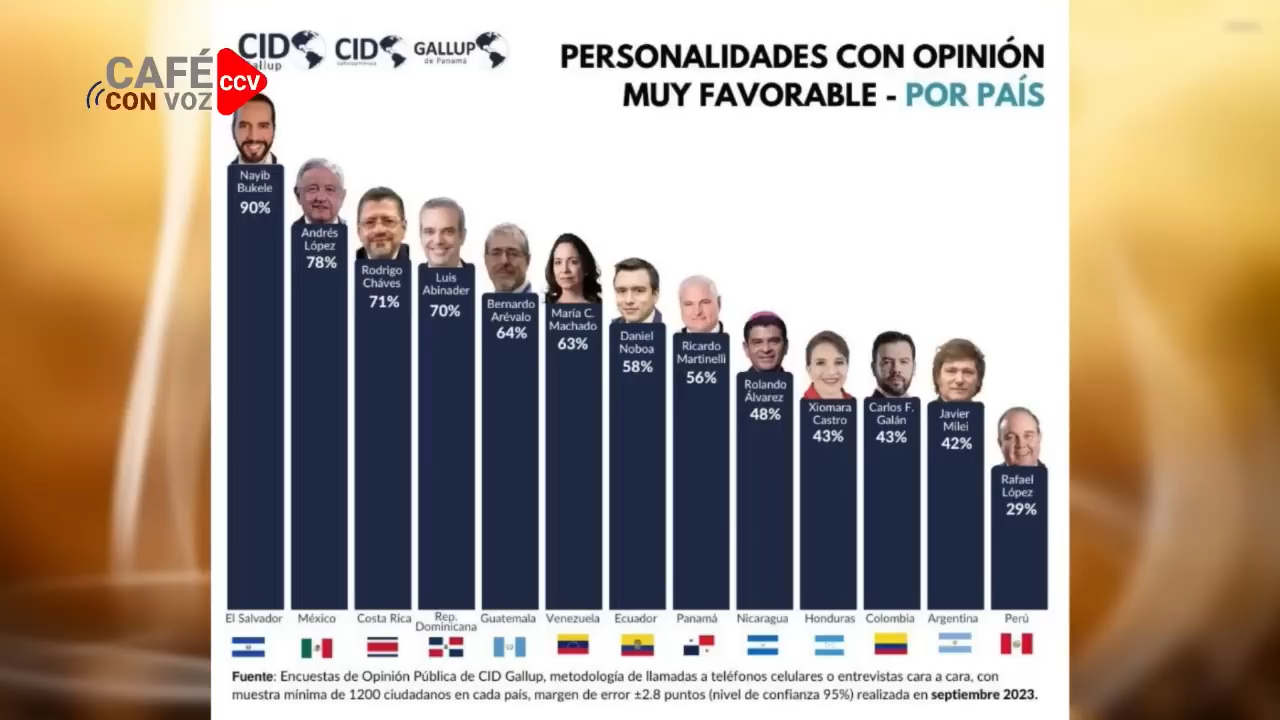 CID
Gallup
CID
Latinoamérica
GALLUP
de Panamá
CAFÉ
CON VOZ
CCV
PERSONALIDADES CON OPINIÓN
MUY FAVORABLE - POR PAÍS
Nayib
Bukele
90%
Andrés
López
78%
Rodrigo
Cháves
71%
Luis
Abinader
70%
Bernardo
Arévalo
64%
María C.
Machado
63%
Daniel
Noboa
58%
Ricardo
Martinelli
56%
Rolando
Álvarez
48%
Xiomara
Castro
43%
Carlos F.
Galán
43%
Javier
Milei
42%
Rafael
López
29%
El Salvador
México
Costa Rica
Rep.
Dominicana
Guatemala
Venezuela
Ecuador
Panamá
Nicaragua
Honduras
Colombia
Argentina
Perú
Fuente: Encuestas de Opinión Pública de CID Gallup, metodología de llamadas a teléfonos celulares o entrevistas cara a cara, con
muestra mínima de 1200 ciudadanos en cada país, margen de error ±2.8 puntos (nivel de confianza 95%) realizada en septiembre 2023.